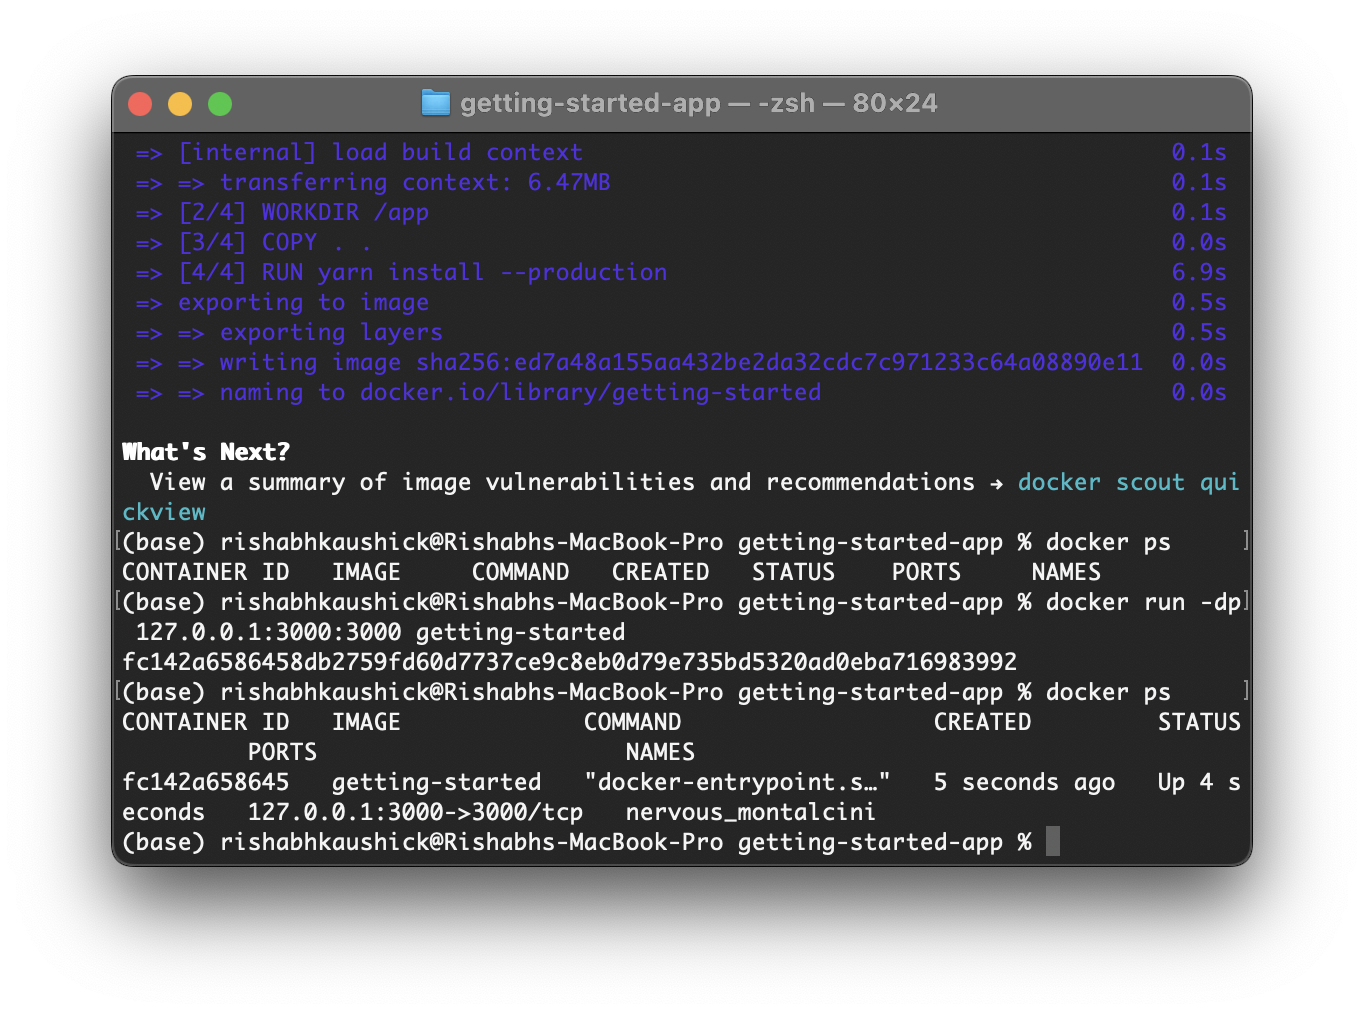 getting-started-app — -zsh — 80×24
=> [internal] load build context 0.1s
=> => transferring context: 6.47MB 0.1s
=> [2/4] WORKDIR /app 0.1s
=> [3/4] COPY . . 0.0s
=> [4/4] RUN yarn install --production 6.9s
=> exporting to image 0.5s
=> => exporting layers 0.5s
=> => writing image sha256:ed7a48a155aa432be2da32cdc7c971233c64a08890e11 0.0s
=> => naming to docker.io/library/getting-started 0.0s
What's Next?
View a summary of image vulnerabilities and recommendations → docker scout qui
ckview
[(base) rishabhkaushick@Rishabhs-MacBook-Pro getting-started-app % docker ps ]
CONTAINER ID IMAGE COMMAND CREATED STATUS PORTS NAMES
[(base) rishabhkaushick@Rishabhs-MacBook-Pro getting-started-app % docker run -dp]
127.0.0.1:3000:3000 getting-started
fc142a6586458db2759fd60d7737ce9c8eb0d79e735bd5320ad0eba716983992
[(base) rishabhkaushick@Rishabhs-MacBook-Pro getting-started-app % docker ps ]
CONTAINER ID IMAGE COMMAND CREATED STATUS
PORTS NAMES
fc142a658645 getting-started "docker-entrypoint.s…" 5 seconds ago Up 4 s
econds 127.0.0.1:3000->3000/tcp nervous_montalcini
(base) rishabhkaushick@Rishabhs-MacBook-Pro getting-started-app %